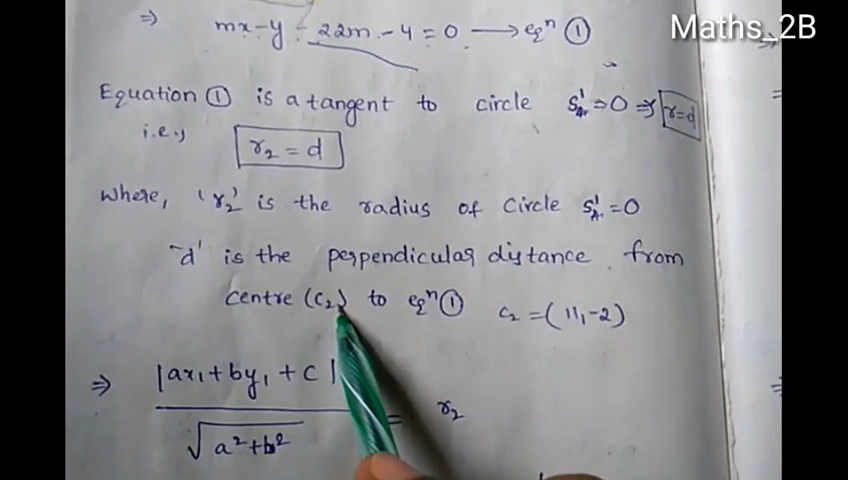 Maths_2B
⇒ mx - y - 22m - 4 = 0 ⟶ eqⁿ ①
Equation ① is a tangent to circle S' = 0 ⇒ r = d
i.e., r₂ = d
where, 'r₂' is the radius of circle S' = 0
'd' is the perpendicular distance from
centre (C₂) to eqⁿ ① C₂ = (11, -2)
⇒ |ax₁ + by₁ + c| / √a² + b² = r₂